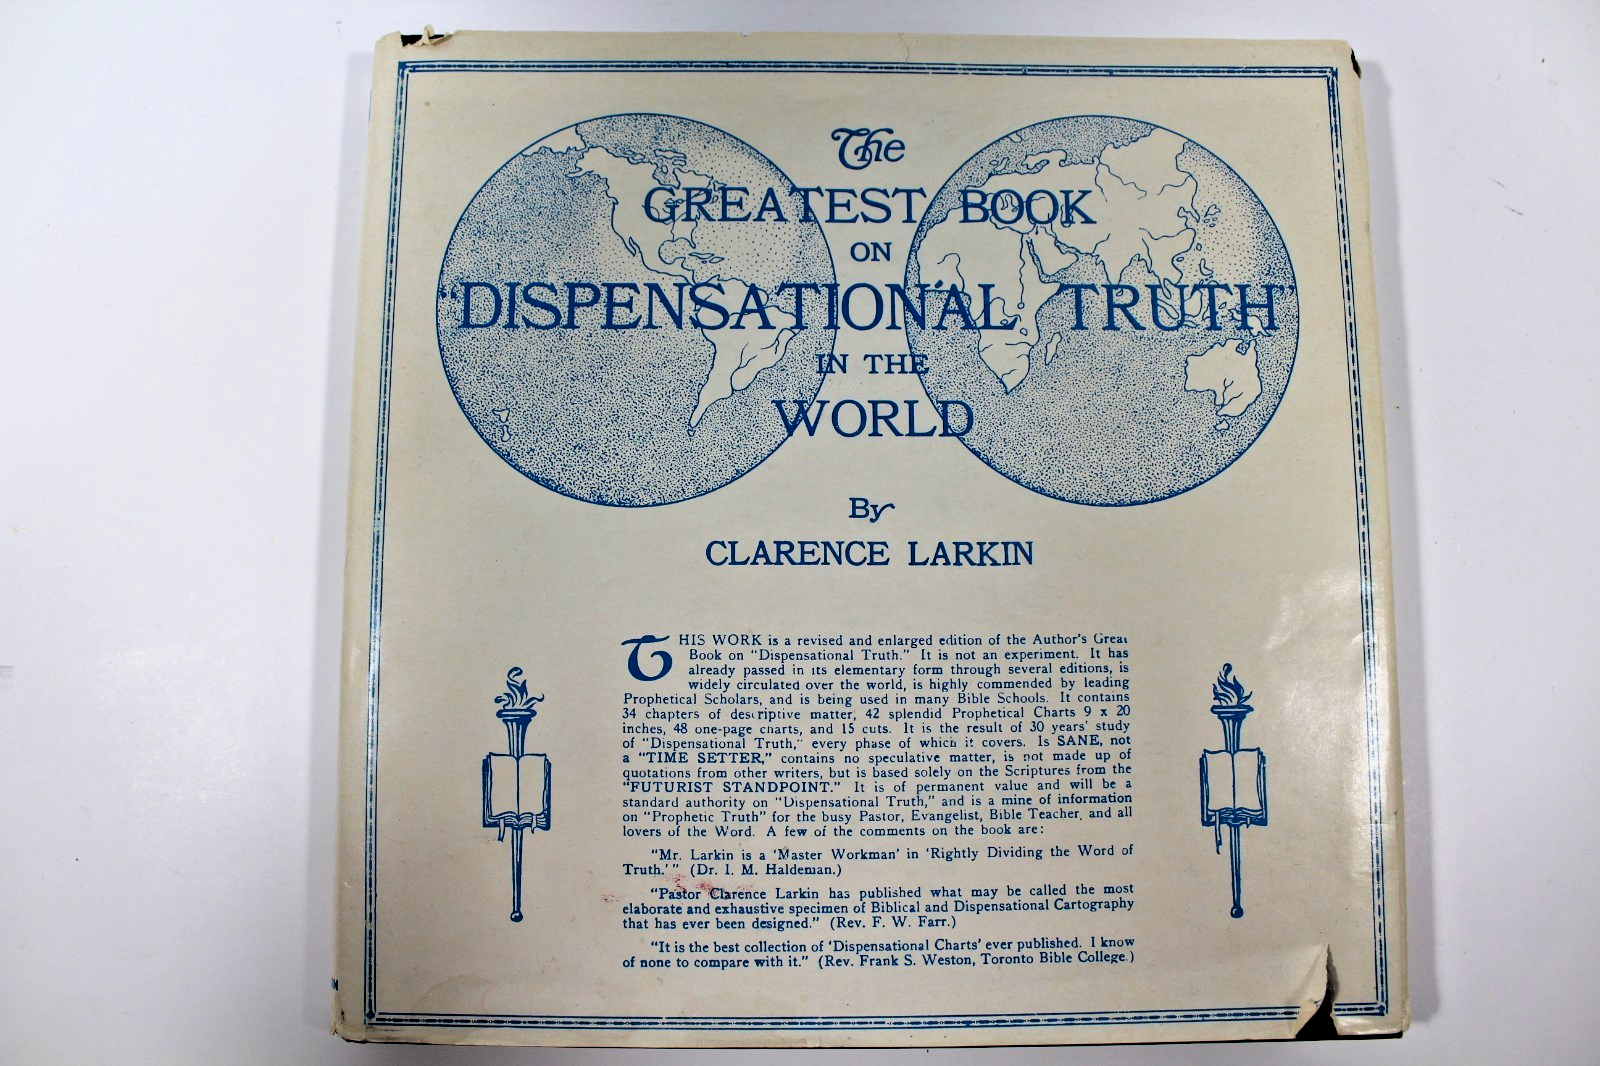 The
GREATEST BOOK
ON
"DISPENSATIONAL TRUTH"
IN THE
WORLD
By
CLARENCE LARKIN
THIS WORK is a revised and enlarged edition of the Author's Great
Book on "Dispensational Truth." It is not an experiment. It has
already passed in its elementary form through several editions, is
widely circulated over the world, is highly commended by leading
Prophetical Scholars, and is being used in many Bible Schools. It contains
34 chapters of descriptive matter, 42 splendid Prophetical Charts 9 x 20
inches, 48 one-page charts, and 15 cuts. It is the result of 30 years' study
of "Dispensational Truth," every phase of which it covers. Is SANE, not
a "TIME SETTER," contains no speculative matter, is not made up of
quotations from other writers, but is based solely on the Scriptures from the
"FUTURIST STANDPOINT." It is of permanent value and will be a
standard authority on "Dispensational Truth," and is a mine of information
on "Prophetic Truth" for the busy Pastor, Evangelist, Bible Teacher, and all
lovers of the Word. A few of the comments on the book are:
"Mr. Larkin is a 'Master Workman' in 'Rightly Dividing the Word of
Truth.'" (Dr. I. M. Haldeman.)
"Pastor Clarence Larkin has published what may be called the most
elaborate and exhaustive specimen of Biblical and Dispensational Cartography
that has ever been designed." (Rev. F. W. Farr.)
"It is the best collection of 'Dispensational Charts' ever published. I know
of none to compare with it." (Rev. Frank S. Weston, Toronto Bible College.)